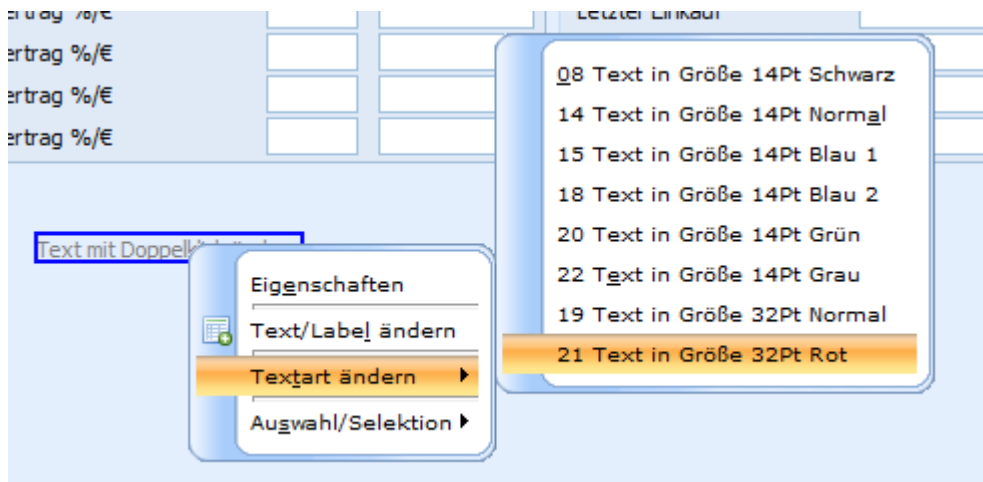 Letzter Einkauf
ertrag %/€
ertrag %/€
ertrag %/€
ertrag %/€
08 Text in Größe 14Pt Schwarz
14 Text in Größe 14Pt Normal
15 Text in Größe 14Pt Blau 1
18 Text in Größe 14Pt Blau 2
20 Text in Größe 14Pt Grün
22 Text in Größe 14Pt Grau
19 Text in Größe 32Pt Normal
21 Text in Größe 32Pt Rot
Text mit
Eigenschaften
Text/Label ändern
Textart ändern
Auswahl/Selektion